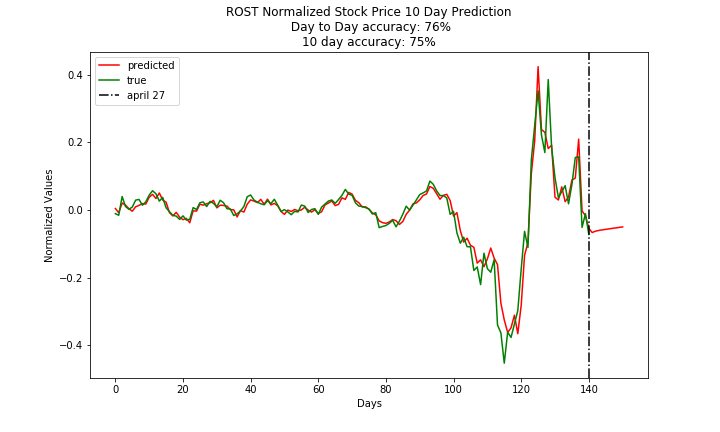 ROST Normalized Stock Price 10 Day Prediction
Day to Day accuracy: 76%
10 day accuracy: 75%
predicted
true
april 27
Normalized Values
0.4
0.2
0.0
−0.2
−0.4
0 20 40 60 80 100 120 140
Days